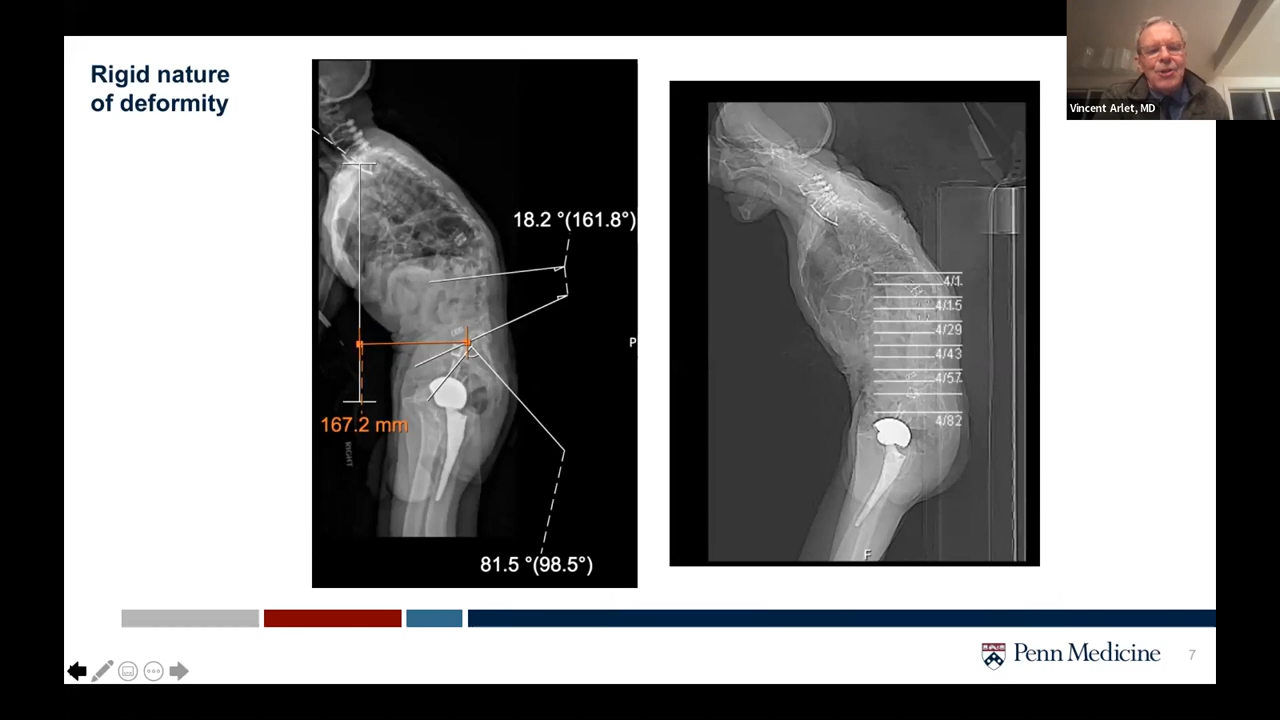 Rigid nature
of deformity
18.2 °(161.8°)
P
167.2 mm
RIGHT
81.5 °(98.5°)
4/1
4/15
4/29
4/43
4/57
4/82
F
Vincent Arlet, MD
Penn Medicine
7